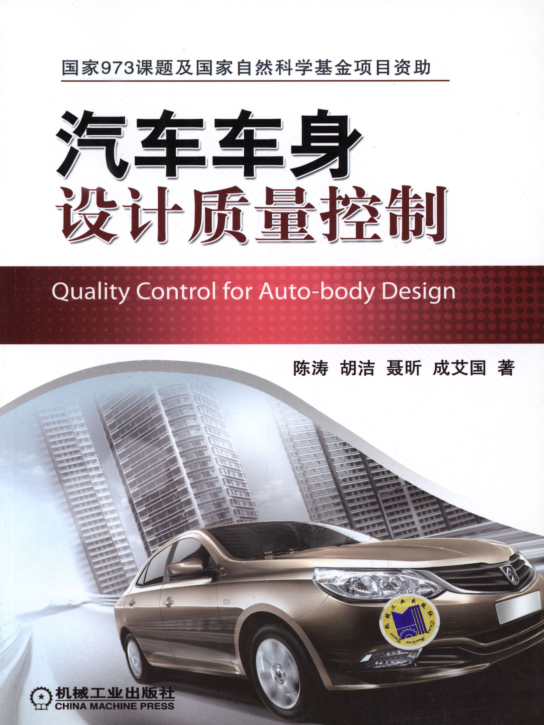 国家973课题及国家自然科学基金项目资助
汽车车身
设计质量控制
Quality Control for Auto-body Design
陈涛 胡洁 聂昕 成艾国 著
机械工业出版社
CHINA MACHINE PRESS